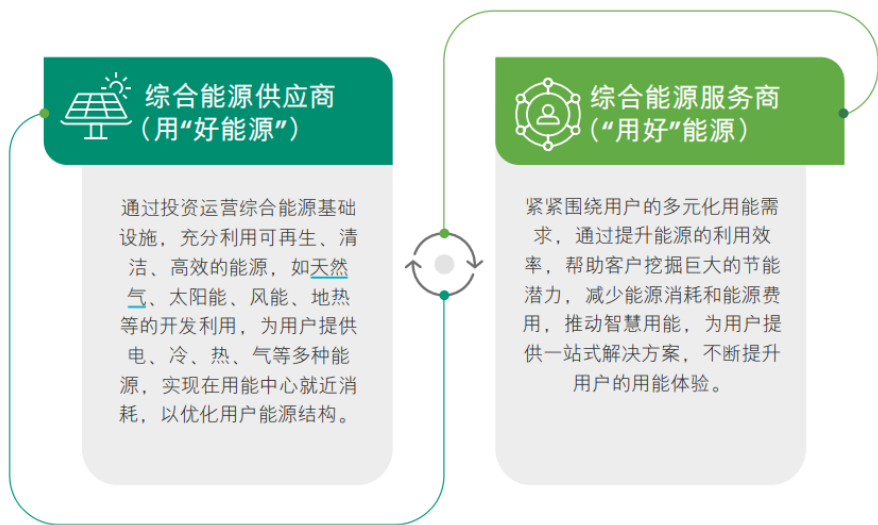 综合能源供应商
（用“好能源”）
通过投资运营综合能源基础
设施，充分利用可再生、清
洁、高效的能源，如天然
气、太阳能、风能、地热
等的开发利用，为用户提供
电、冷、热、气等多种能
源，实现在用能中心就近消
耗，以优化用户能源结构。
综合能源服务商
（“用好”能源）
紧紧围绕用户的多元化用能需
求，通过提升能源的利用效
率，帮助客户挖掘巨大的节能
潜力，减少能源消耗和能源费
用，推动智慧用能，为用户提
供一站式解决方案，不断提升
用户的用能体验。